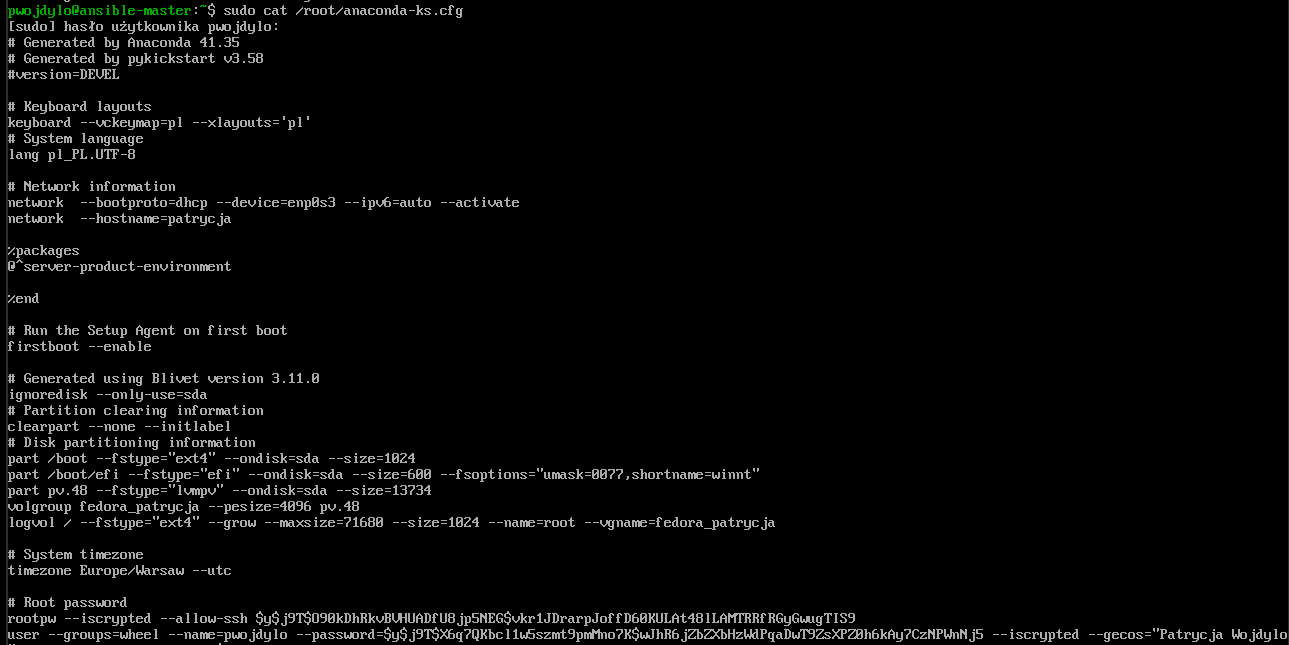 pwojdylo@ansible-master:~$ sudo cat /root/anaconda-ks.cfg
[sudo] hasło użytkownika pwojdylo:
# Generated by Anaconda 41.35
# Generated by pykickstart v3.58
#version=DEVEL

# Keyboard layouts
keyboard --vckeymap=pl --xlayouts='pl'
# System language
lang pl_PL.UTF-8

# Network information
network  --bootproto=dhcp --device=enp0s3 --ipv6=auto --activate
network  --hostname=patrycja

%packages
@^server-product-environment

%end

# Run the Setup Agent on first boot
firstboot --enable

# Generated using Blivet version 3.11.0
ignoredisk --only-use=sda
# Partition clearing information
clearpart --none --initlabel
# Disk partitioning information
part /boot --fstype="ext4" --ondisk=sda --size=1024
part /boot/efi --fstype="efi" --ondisk=sda --size=600 --fsoptions="umask=0077,shortname=winnt"
part pv.48 --fstype="lvmpv" --ondisk=sda --size=13734
volgroup fedora_patrycja --pesize=4096 pv.48
logvol / --fstype="ext4" --grow --maxsize=71680 --size=1024 --name=root --vgname=fedora_patrycja

# System timezone
timezone Europe/Warsaw --utc

# Root password
rootpw --iscrypted --allow-ssh $y$j9T$O90kDhRkvBVHUADfU8jp5NEG$vkr1JDrarpJoffD60KULAt48lLAMTRRfRGyGwugTIS9
user --groups=wheel --name=pwojdylo --password=$y$j9T$X6q7QKbcl1w5szmt9pmMno7K$wJhR6jZbZXbHzWdPqaDwT9ZsXPZ0h6kAy7CzNPWnNj5 --iscrypted --gecos="Patrycja Wojdylo